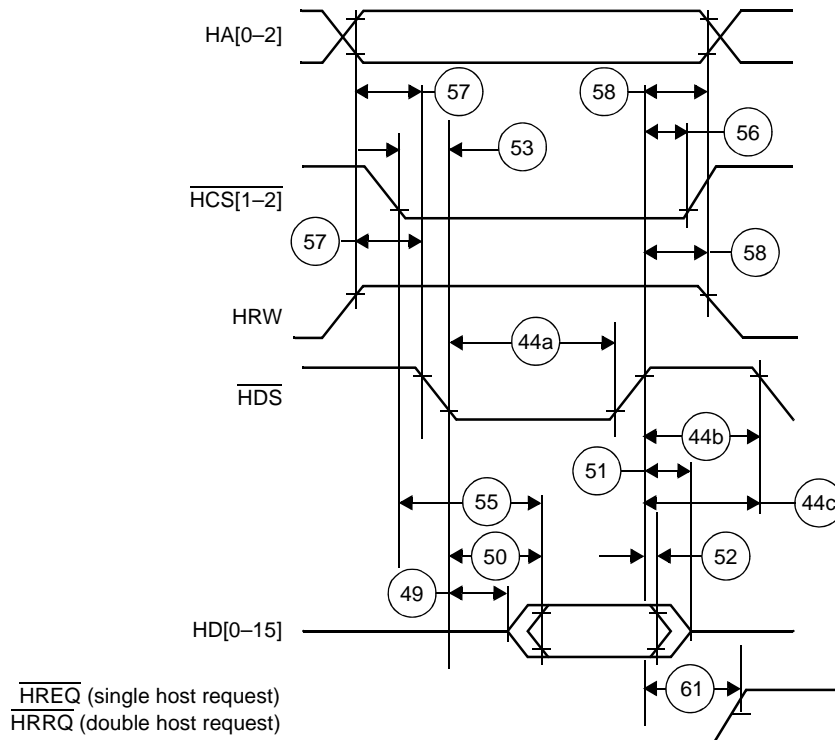 HA[0–2]
57
58
56
53
HCS[1–2]
57
58
HRW
44a
HDS
44b
51
55
44c
50
52
49
HD[0–15]
61
HREQ (single host request)
HRRQ (double host request)